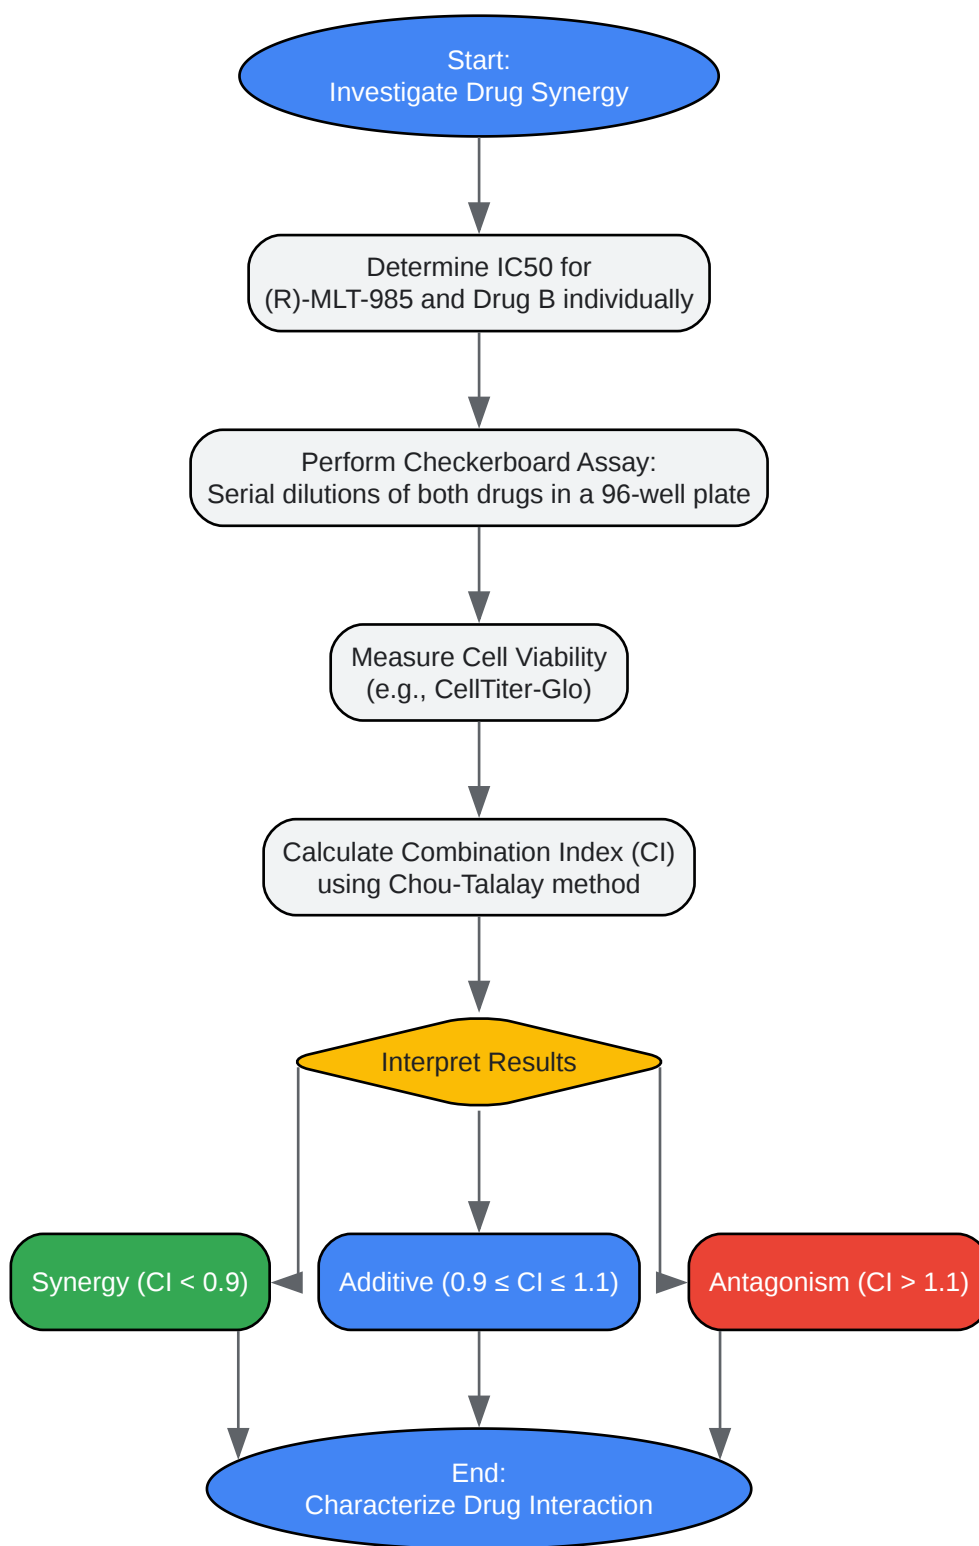 Start:
Investigate Drug Synergy
Determine IC50 for
(R)-MLT-985 and Drug B individually
Perform Checkerboard Assay:
Serial dilutions of both drugs in a 96-well plate
Measure Cell Viability
(e.g., CellTiter-Glo)
Calculate Combination Index (CI)
using Chou-Talalay method
Interpret Results
Synergy (CI < 0.9)
Additive (0.9 ≤ CI ≤ 1.1)
Antagonism (CI > 1.1)
End:
Characterize Drug Interaction